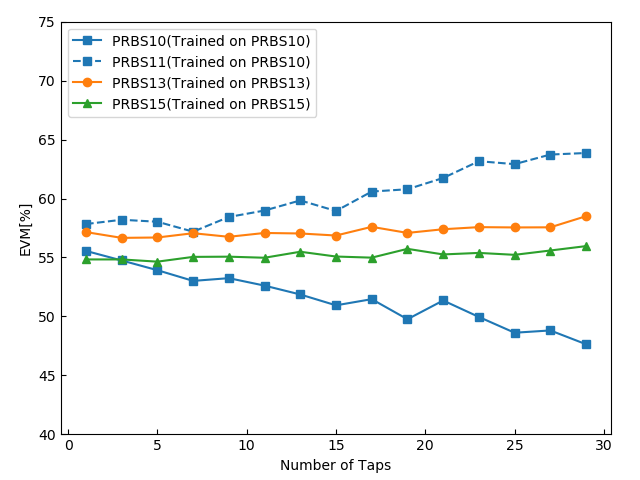 75
70
65
60
55
50
45
40
EVM[%]
PRBS10(Trained on PRBS10)
PRBS11(Trained on PRBS10)
PRBS13(Trained on PRBS13)
PRBS15(Trained on PRBS15)
0 5 10 15 20 25 30
Number of Taps